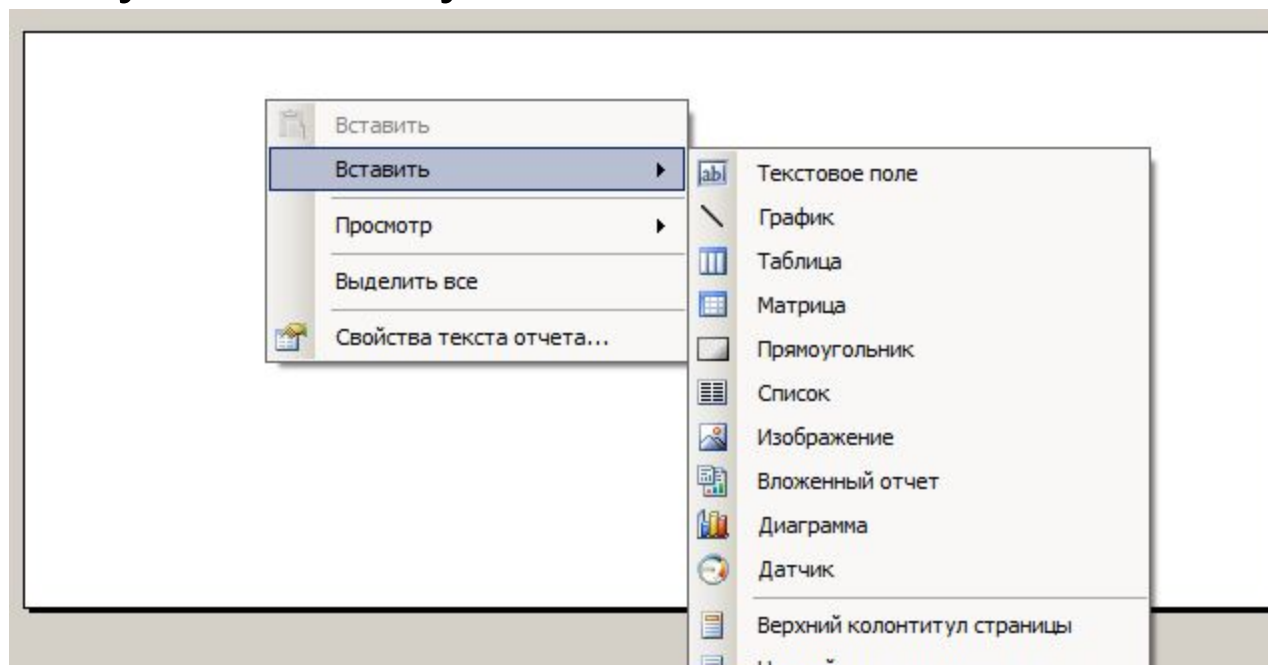 Вставить
Вставить
Просмотр
Выделить все
Свойства текста отчета...
abl
Текстовое поле
График
Таблица
Матрица
Прямоугольник
Список
Изображение
Вложенный отчет
Диаграмма
Датчик
Верхний колонтитул страницы